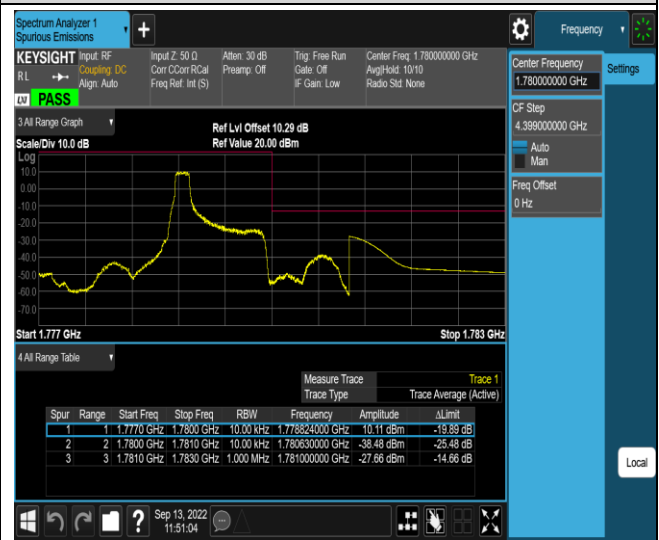 Spectrum Analyzer 1
Spurious Emissions
+
Frequency
KEYSIGHT Input: RF Input Z: 50 Ω Atten: 30 dB Trig: Free Run Center Freq: 1.780000000 GHz
RL Coupling: DC Corr CCorr RCal Preamp: Off Gate: Off Avg|Hold: 10/10
Align: Auto Freq Ref: Int (S) IF Gain: Low Radio Std: None
LXI PASS
Center Frequency
1.780000000 GHz
Settings
CF Step
4.399000000 GHz
Auto
Man
Freq Offset
0 Hz
3 All Range Graph
Ref Lvl Offset 10.29 dB
Scale/Div 10.0 dB Ref Value 20.00 dBm
Log
10.0
0.00
-10.0
-20.0
-30.0
-40.0
-50.0
-60.0
-70.0
Start 1.777 GHz Stop 1.783 GHz
4 All Range Table
Measure Trace Trace 1
Trace Type Trace Average (Active)
Spur Range Start Freq Stop Freq RBW Frequency Amplitude ΔLimit
1 1 1.7770 GHz 1.7800 GHz 10.00 kHz 1.778824000 GHz 10.11 dBm -19.89 dB
2 2 1.7800 GHz 1.7810 GHz 10.00 kHz 1.780630000 GHz -38.48 dBm -25.48 dB
3 3 1.7810 GHz 1.7830 GHz 1.000 MHz 1.781000000 GHz -27.66 dBm -14.66 dB
Local
? Sep 13, 2022
11:51:04